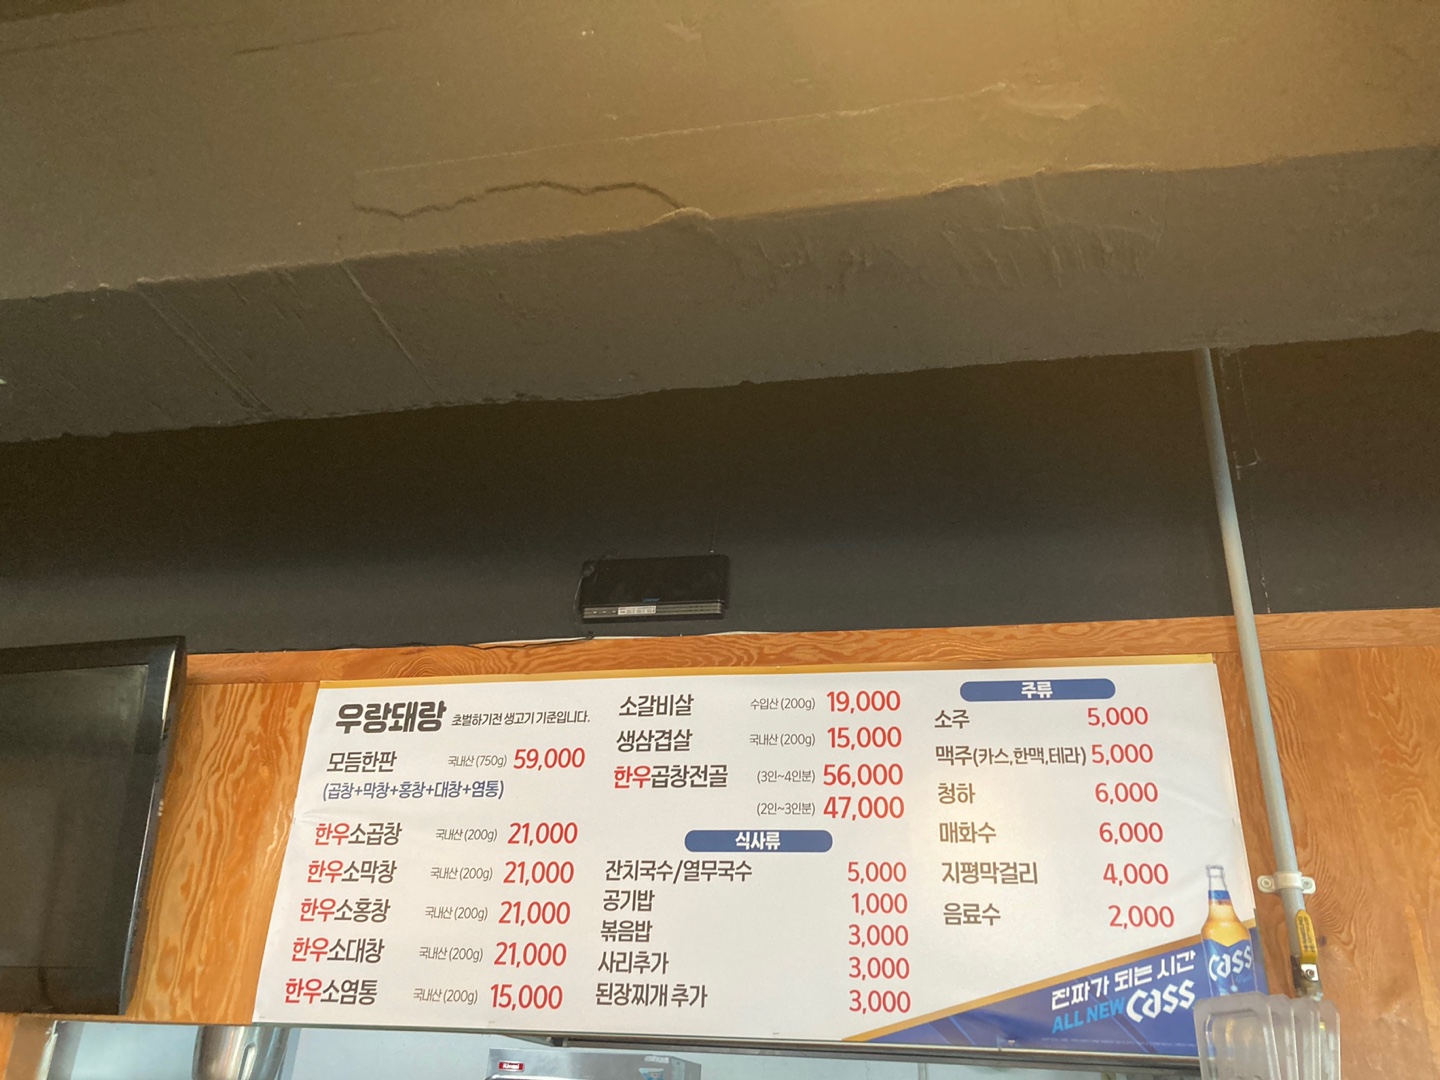 우랑돼랑 초벌하기전 생고기 기준입니다.
모듬한판 국내산 (750g) 59,000
(곱창+막창+홍창+대창+염통)
한우소곱창 국내산 (200g) 21,000
한우소막창 국내산 (200g) 21,000
한우소홍창 국내산 (200g) 21,000
한우소대창 국내산 (200g) 21,000
한우소염통 국내산 (200g) 15,000
소갈비살 수입산 (200g) 19,000
생삼겹살 국내산 (200g) 15,000
한우곱창전골 (3인~4인분) 56,000
(2인~3인분) 47,000
식사류
잔치국수/열무국수 5,000
공기밥 1,000
볶음밥 3,000
사리추가 3,000
된장찌개 추가 3,000
주류
소주 5,000
맥주(카스,한맥,테라) 5,000
청하 6,000
매화수 6,000
지평막걸리 4,000
음료수 2,000
진짜가 되는 시간
ALL NEW Cass
Cass